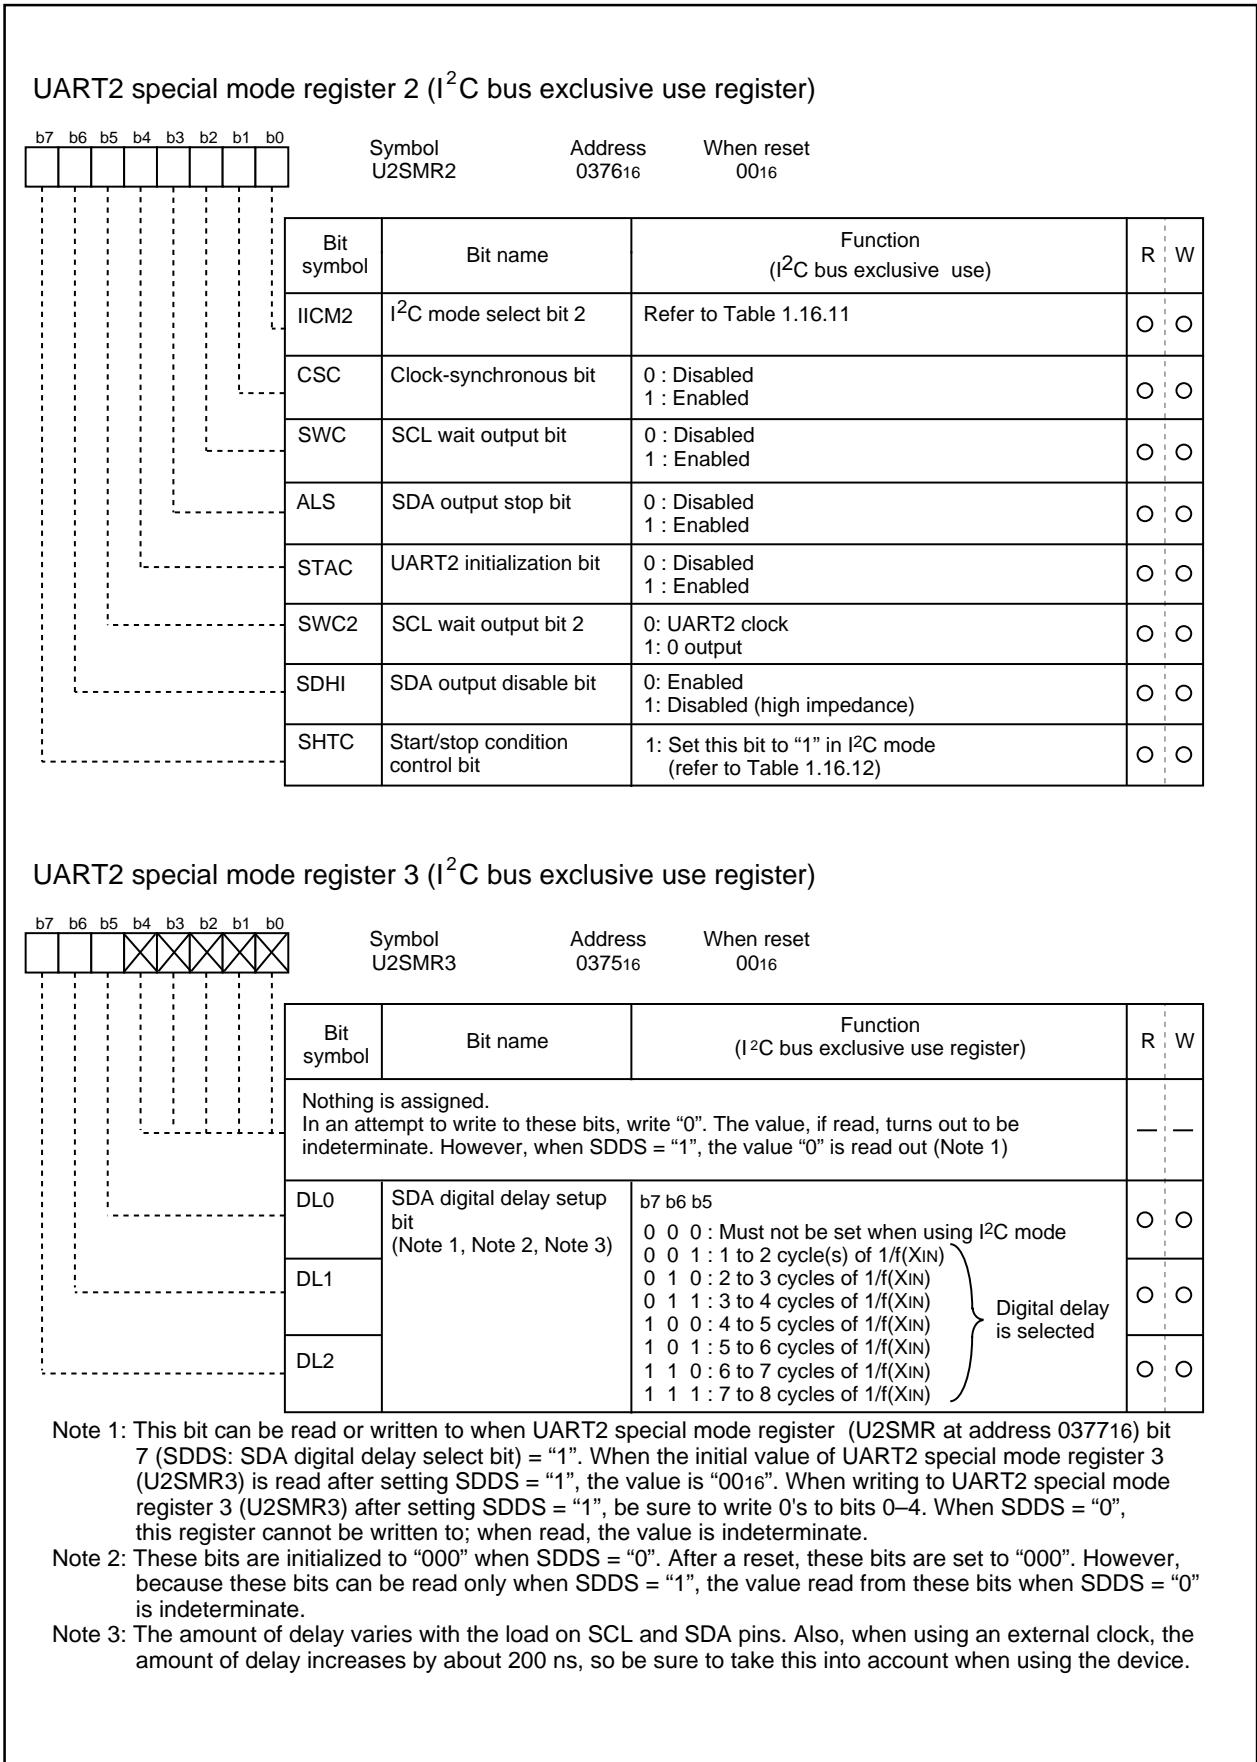 UART2 special mode register 2 (I2C bus exclusive use register)
b7 b6 b5 b4 b3 b2 b1 b0
Symbol Address When reset
U2SMR2 037616 0016
Bit symbol Bit name Function (I2C bus exclusive use) R W
IICM2 I2C mode select bit 2 Refer to Table 1.16.11
CSC Clock-synchronous bit 0 : Disabled
1 : Enabled
SWC SCL wait output bit 0 : Disabled
1 : Enabled
ALS SDA output stop bit 0 : Disabled
1 : Enabled
STAC UART2 initialization bit 0 : Disabled
1 : Enabled
SWC2 SCL wait output bit 2 0: UART2 clock
1: 0 output
SDHI SDA output disable bit 0: Enabled
1: Disabled (high impedance)
SHTC Start/stop condition control bit 1: Set this bit to “1” in I2C mode
(refer to Table 1.16.12)
UART2 special mode register 3 (I2C bus exclusive use register)
b7 b6 b5 b4 b3 b2 b1 b0
Symbol Address When reset
U2SMR3 037516 0016
Bit symbol Bit name Function (I2C bus exclusive use register) R W
Nothing is assigned.
In an attempt to write to these bits, write “0”. The value, if read, turns out to be
indeterminate. However, when SDDS = “1”, the value “0” is read out (Note 1)
DL0 SDA digital delay setup bit (Note 1, Note 2, Note 3) b7 b6 b5
0 0 0 : Must not be set when using I2C mode
0 0 1 : 1 to 2 cycle(s) of 1/f(XIN)
DL1 0 1 0 : 2 to 3 cycles of 1/f(XIN)
0 1 1 : 3 to 4 cycles of 1/f(XIN) Digital delay
1 0 0 : 4 to 5 cycles of 1/f(XIN) is selected
1 0 1 : 5 to 6 cycles of 1/f(XIN)
DL2 1 1 0 : 6 to 7 cycles of 1/f(XIN)
1 1 1 : 7 to 8 cycles of 1/f(XIN)
Note 1: This bit can be read or written to when UART2 special mode register (U2SMR at address 037716) bit
7 (SDDS: SDA digital delay select bit) = “1”. When the initial value of UART2 special mode register 3
(U2SMR3) is read after setting SDDS = “1”, the value is “0016”. When writing to UART2 special mode
register 3 (U2SMR3) after setting SDDS = “1”, be sure to write 0's to bits 0–4. When SDDS = “0”,
this register cannot be written to; when read, the value is indeterminate.
Note 2: These bits are initialized to “000” when SDDS = “0”. After a reset, these bits are set to “000”. However,
because these bits can be read only when SDDS = “1”, the value read from these bits when SDDS = “0”
is indeterminate.
Note 3: The amount of delay varies with the load on SCL and SDA pins. Also, when using an external clock, the
amount of delay increases by about 200 ns, so be sure to take this into account when using the device.